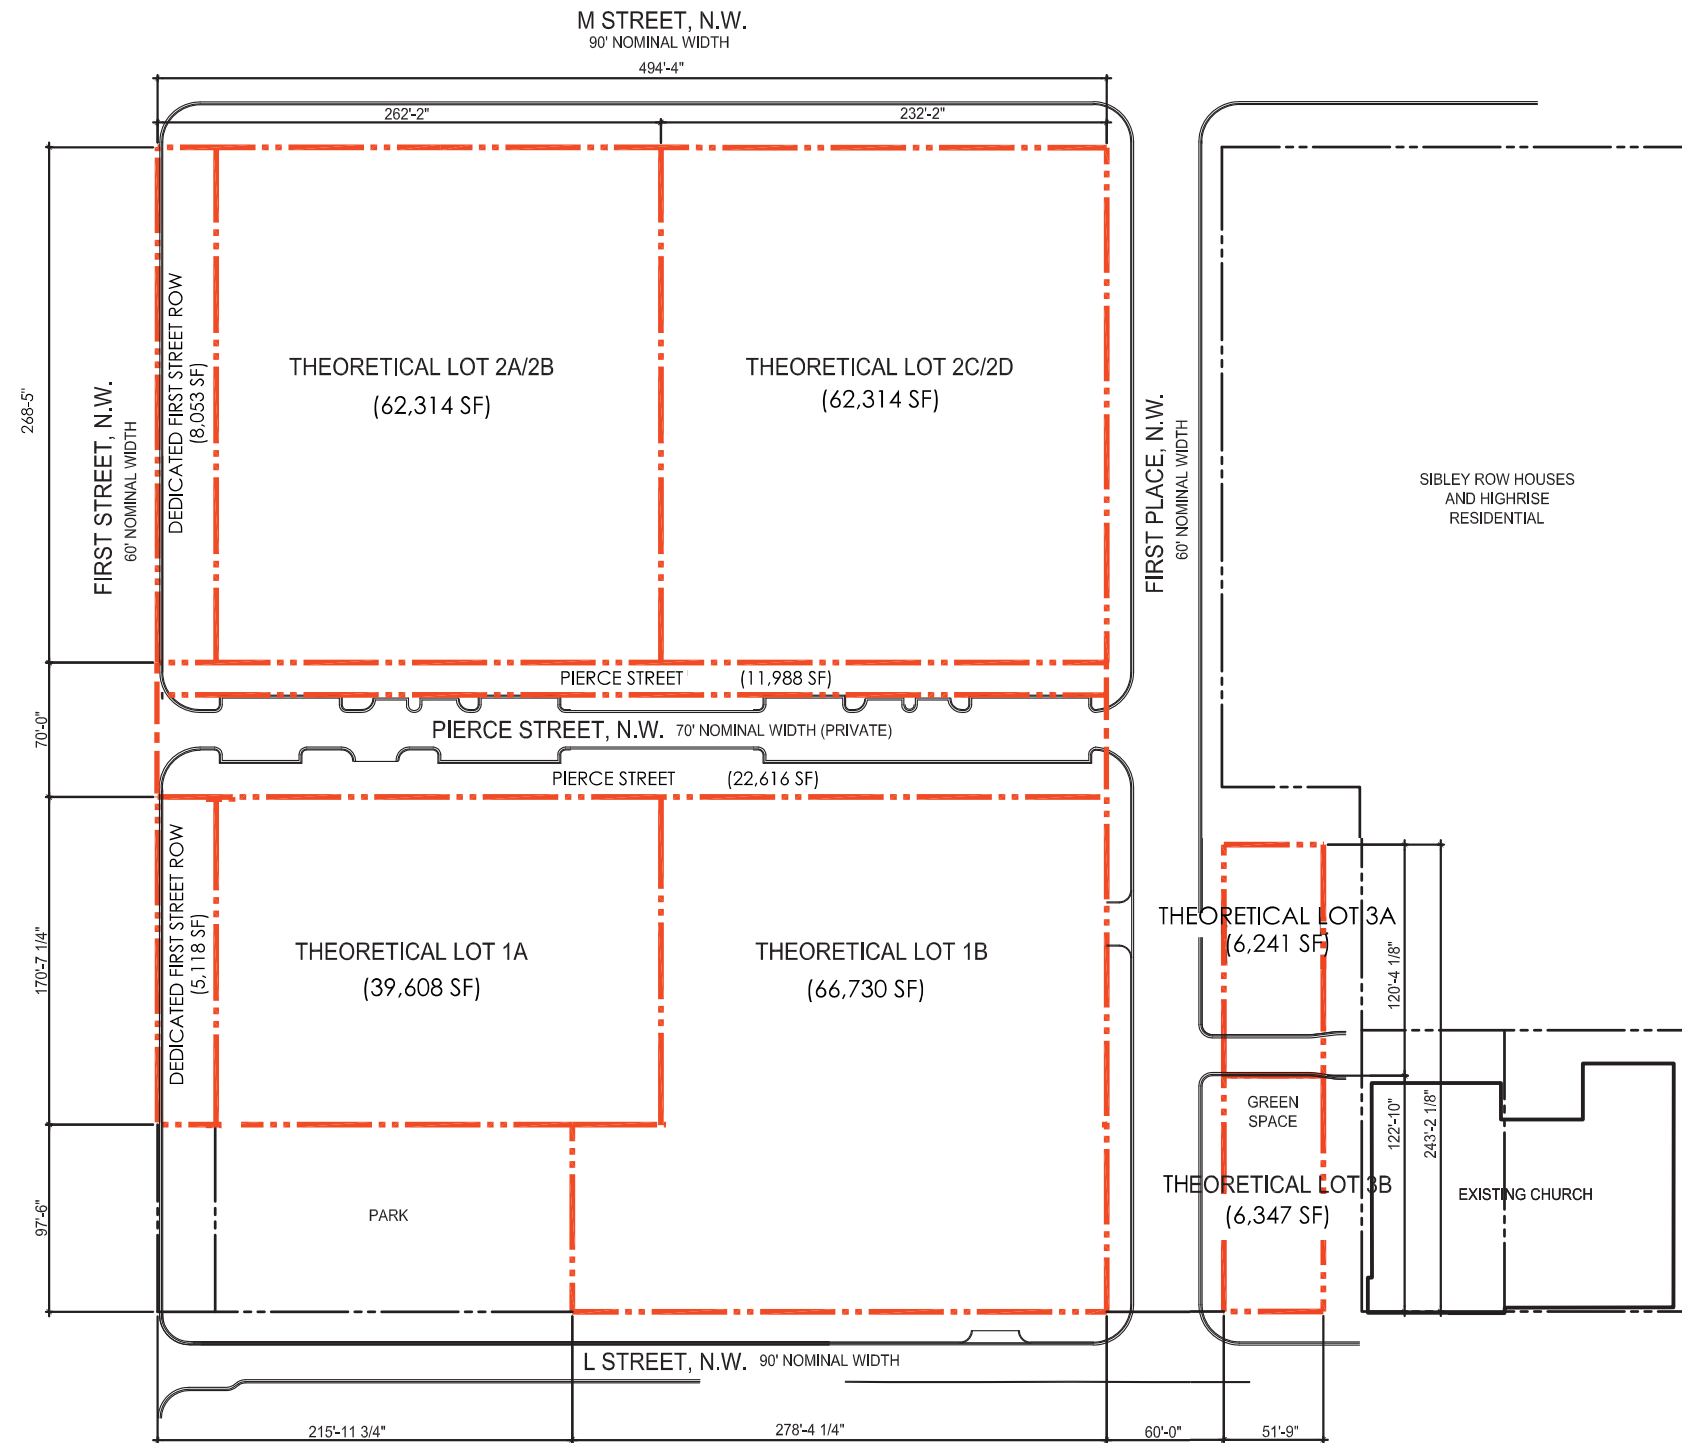 M STREET, N.W.
90' NOMINAL WIDTH
494'-4"
262'-2"
232'-2"
268-5"
FIRST STREET, N.W.
60' NOMINAL WIDTH
DEDICATED FIRST STREET ROW
(8,053 SF)
THEORETICAL LOT 2A/2B
(62,314 SF)
THEORETICAL LOT 2C/2D
(62,314 SF)
FIRST PLACE, N.W.
60' NOMINAL WIDTH
SIBLEY ROW HOUSES
AND HIGHRISE
RESIDENTIAL
PIERCE STREET (11,988 SF)
70'-0"
PIERCE STREET, N.W. 70' NOMINAL WIDTH (PRIVATE)
PIERCE STREET (22,616 SF)
170'-7 1/4"
DEDICATED FIRST STREET ROW
(5,118 SF)
THEORETICAL LOT 1A
(39,608 SF)
THEORETICAL LOT 1B
(66,730 SF)
THEORETICAL LOT 3A
(6,241 SF)
120'-4 1/8"
GREEN
SPACE
122'-10"
243'-2 1/8"
THEORETICAL LOT 3B
(6,347 SF)
EXISTING CHURCH
97'-6"
PARK
L STREET, N.W. 90' NOMINAL WIDTH
215'-11 3/4"
278'-4 1/4"
60'-0"
51'-9"